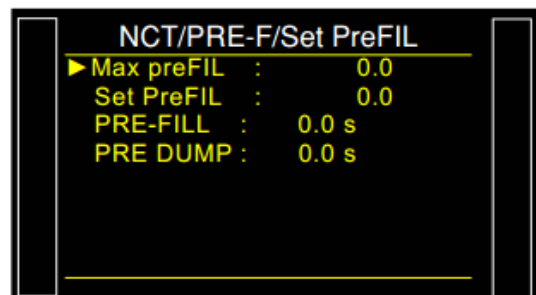 NCT/PRE-F/Set PreFIL
Max preFIL : 0.0
Set PreFIL : 0.0
PRE-FILL : 0.0 s
PRE DUMP : 0.0 s